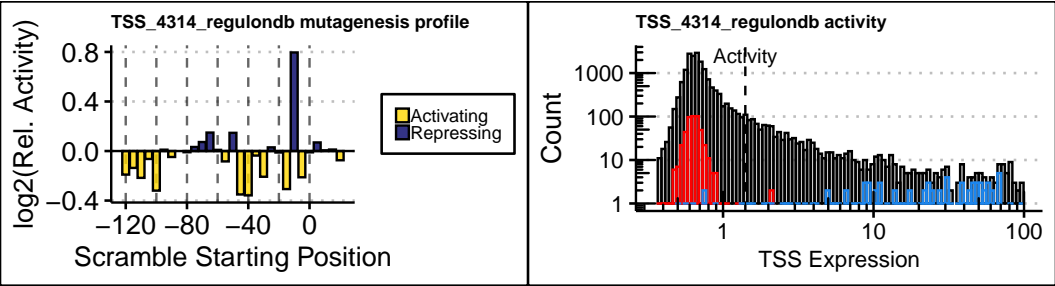 TSS_4314_regulondb mutagenesis profile
log2(Rel. Activity)
0.8
0.4
0.0
−0.4
−120 −80 −40 0
Scramble Starting Position
Activating
Repressing
TSS_4314_regulondb activity
Activity
Count
1000
100
10
1
1 10 100
TSS Expression